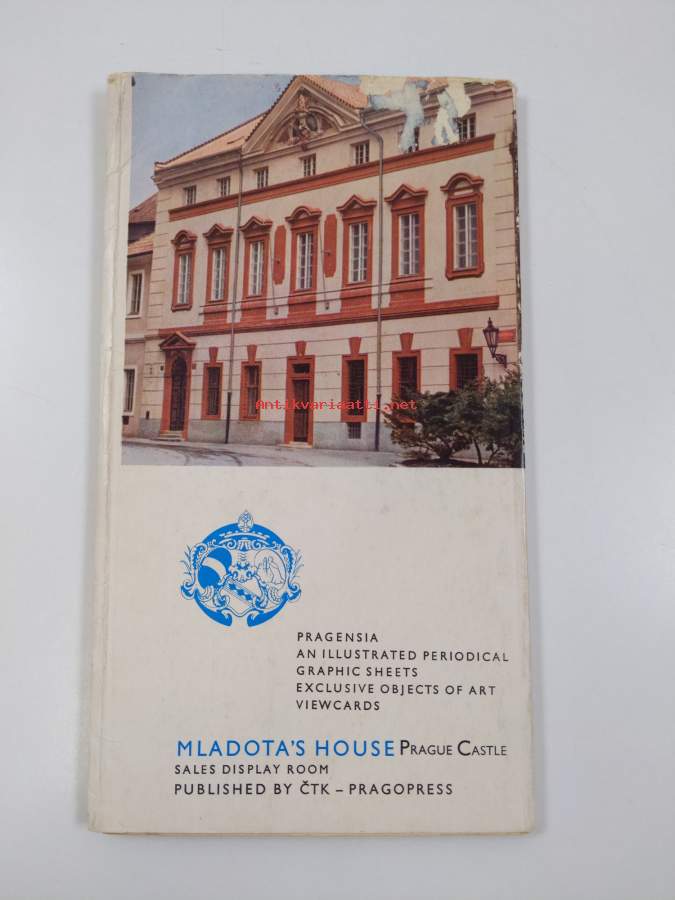 Antikvariaatti.net
PRAGENSIA
AN ILLUSTRATED PERIODICAL
GRAPHIC SHEETS
EXCLUSIVE OBJECTS OF ART
VIEWCARDS
MLADOTA'S HOUSE PRAGUE CASTLE
SALES DISPLAY ROOM
PUBLISHED BY ČTK – PRAGOPRESS